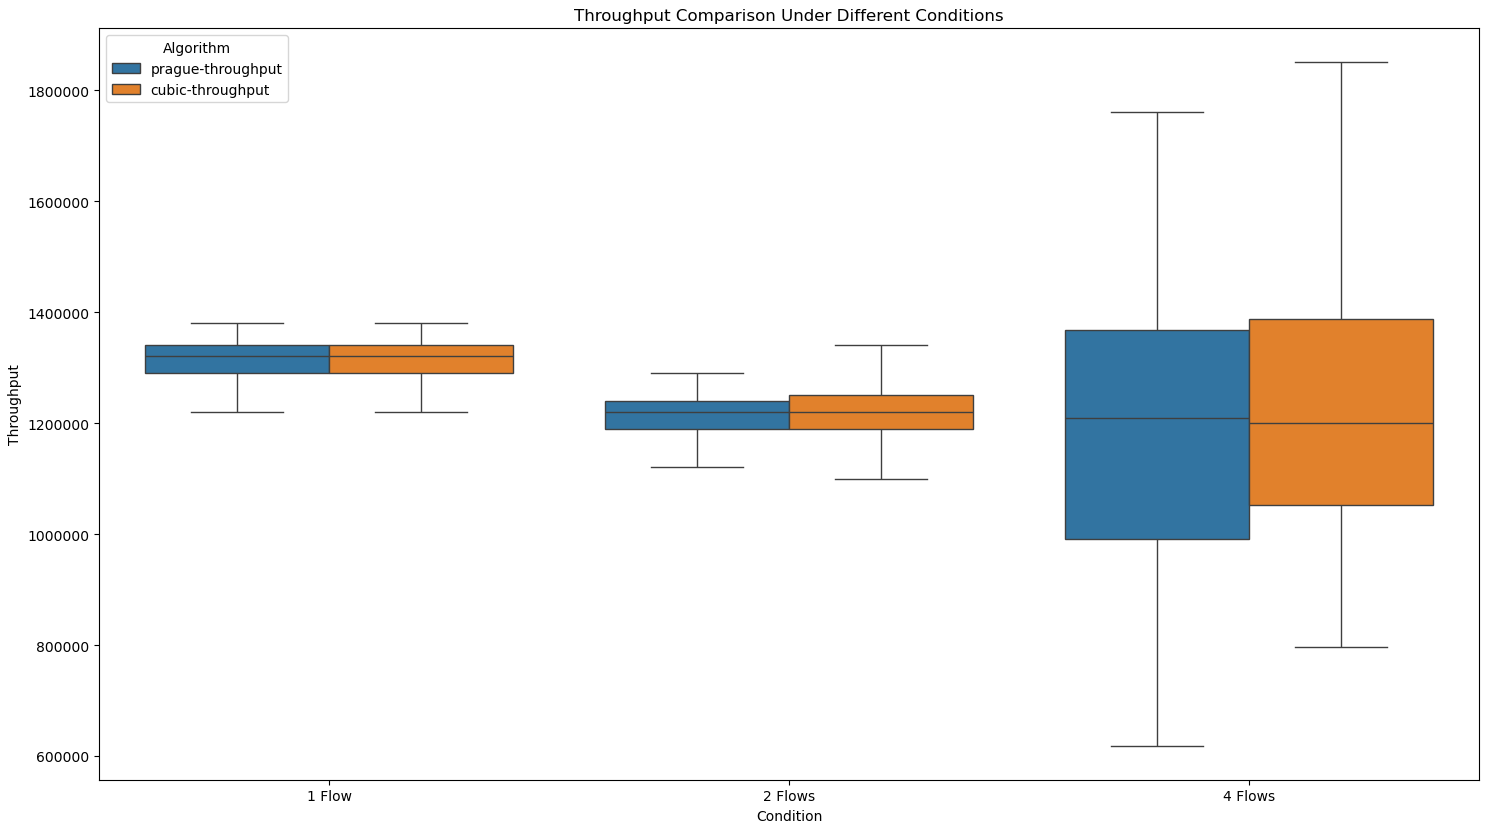 Throughput Comparison Under Different Conditions
Algorithm
prague-throughput
cubic-throughput
Throughput
1800000
1600000
1400000
1200000
1000000
800000
600000
1 Flow
2 Flows
4 Flows
Condition